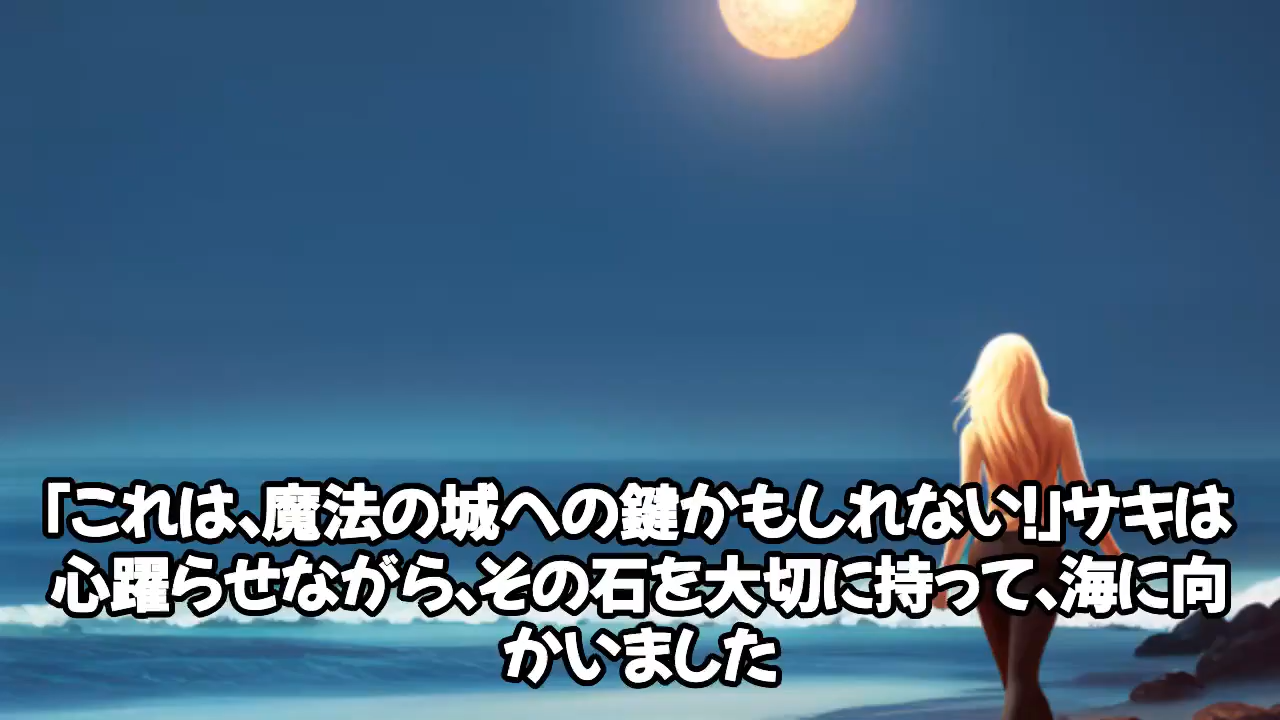 「これは、魔法の城への鍵かもしれない!」サキは
心躍らせながら、その石を大切に持って、海に向
かいました